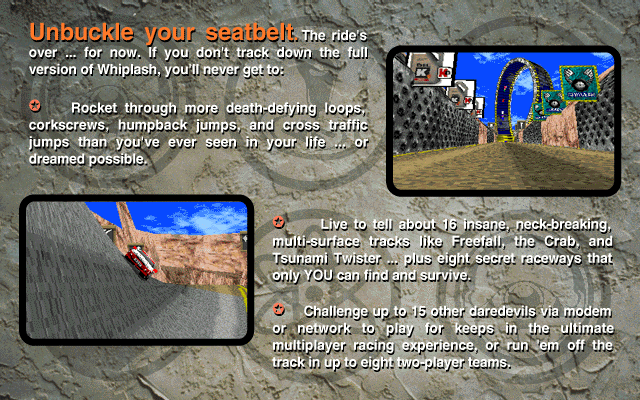 Unbuckle your seatbelt. The ride's
over ... for now. If you don't track down the full
version of Whiplash, you'll never get to:
Rocket through more death-defying loops,
corkscrews, humpback jumps, and cross traffic
jumps than you've ever seen in your life ... or
dreamed possible.
Live to tell about 16 insane, neck-breaking,
multi-surface tracks like Freefall, the Crab, and
Tsunami Twister ... plus eight secret raceways that
only YOU can find and survive.
Challenge up to 15 other daredevils via modem
or network to play for keeps in the ultimate
multiplayer racing experience, or run 'em off the
track in up to eight two-player teams.